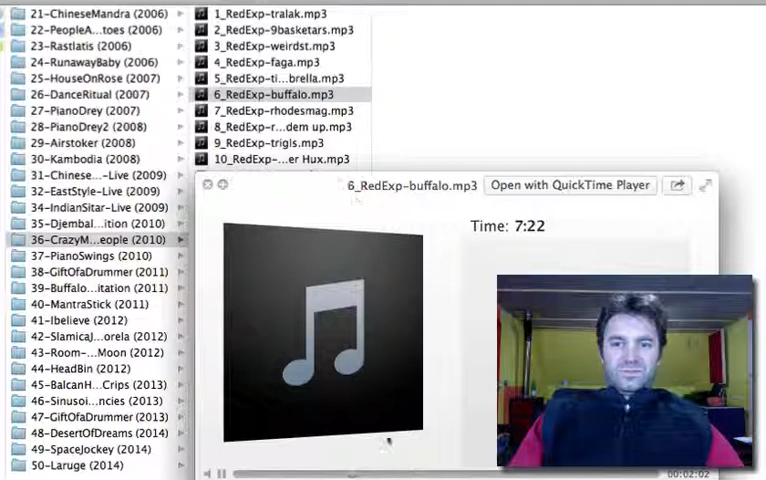 21-ChineseMandra (2006)
22-PeopleA...toes (2006)
23-Rastlatis (2006)
24-RunawayBaby (2006)
25-HouseOnRose (2007)
26-DanceRitual (2007)
27-PianoDrey (2007)
28-PianoDrey2 (2008)
29-Airstoker (2008)
30-Kambodia (2008)
31-Chinese...-Live (2009)
32-EastStyle-Live (2009)
34-IndianSitar-Live (2009)
35-Djembal...ition (2010)
36-CrazyM...eople (2010)
37-PianoSwings (2010)
38-GiftOfaDrummer (2011)
39-Buffalo...itation (2011)
40-MantraStick (2011)
41-Ibelieve (2012)
42-SlamicaJ...orela (2012)
43-Room-...Moon (2012)
44-HeadBin (2012)
45-BalcanH...Crips (2013)
46-Sinusoi...ncies (2013)
47-GiftOfaDrummer (2013)
48-DesertOfDreams (2014)
49-SpaceJockey (2014)
50-Laruge (2014)
1_RedExp-tralak.mp3
2_RedExp-9basketars.mp3
3_RedExp-weirdst.mp3
4_RedExp-faga.mp3
5_RedExp-ti...brella.mp3
6_RedExp-buffalo.mp3
7_RedExp-rhodesmag.mp3
8_RedExp-r...dem up.mp3
9_RedExp-trigls.mp3
10_RedExp-...er Hux.mp3
6_RedExp-buffalo.mp3
Open with QuickTime Player
Time: 7:22
00:02:02